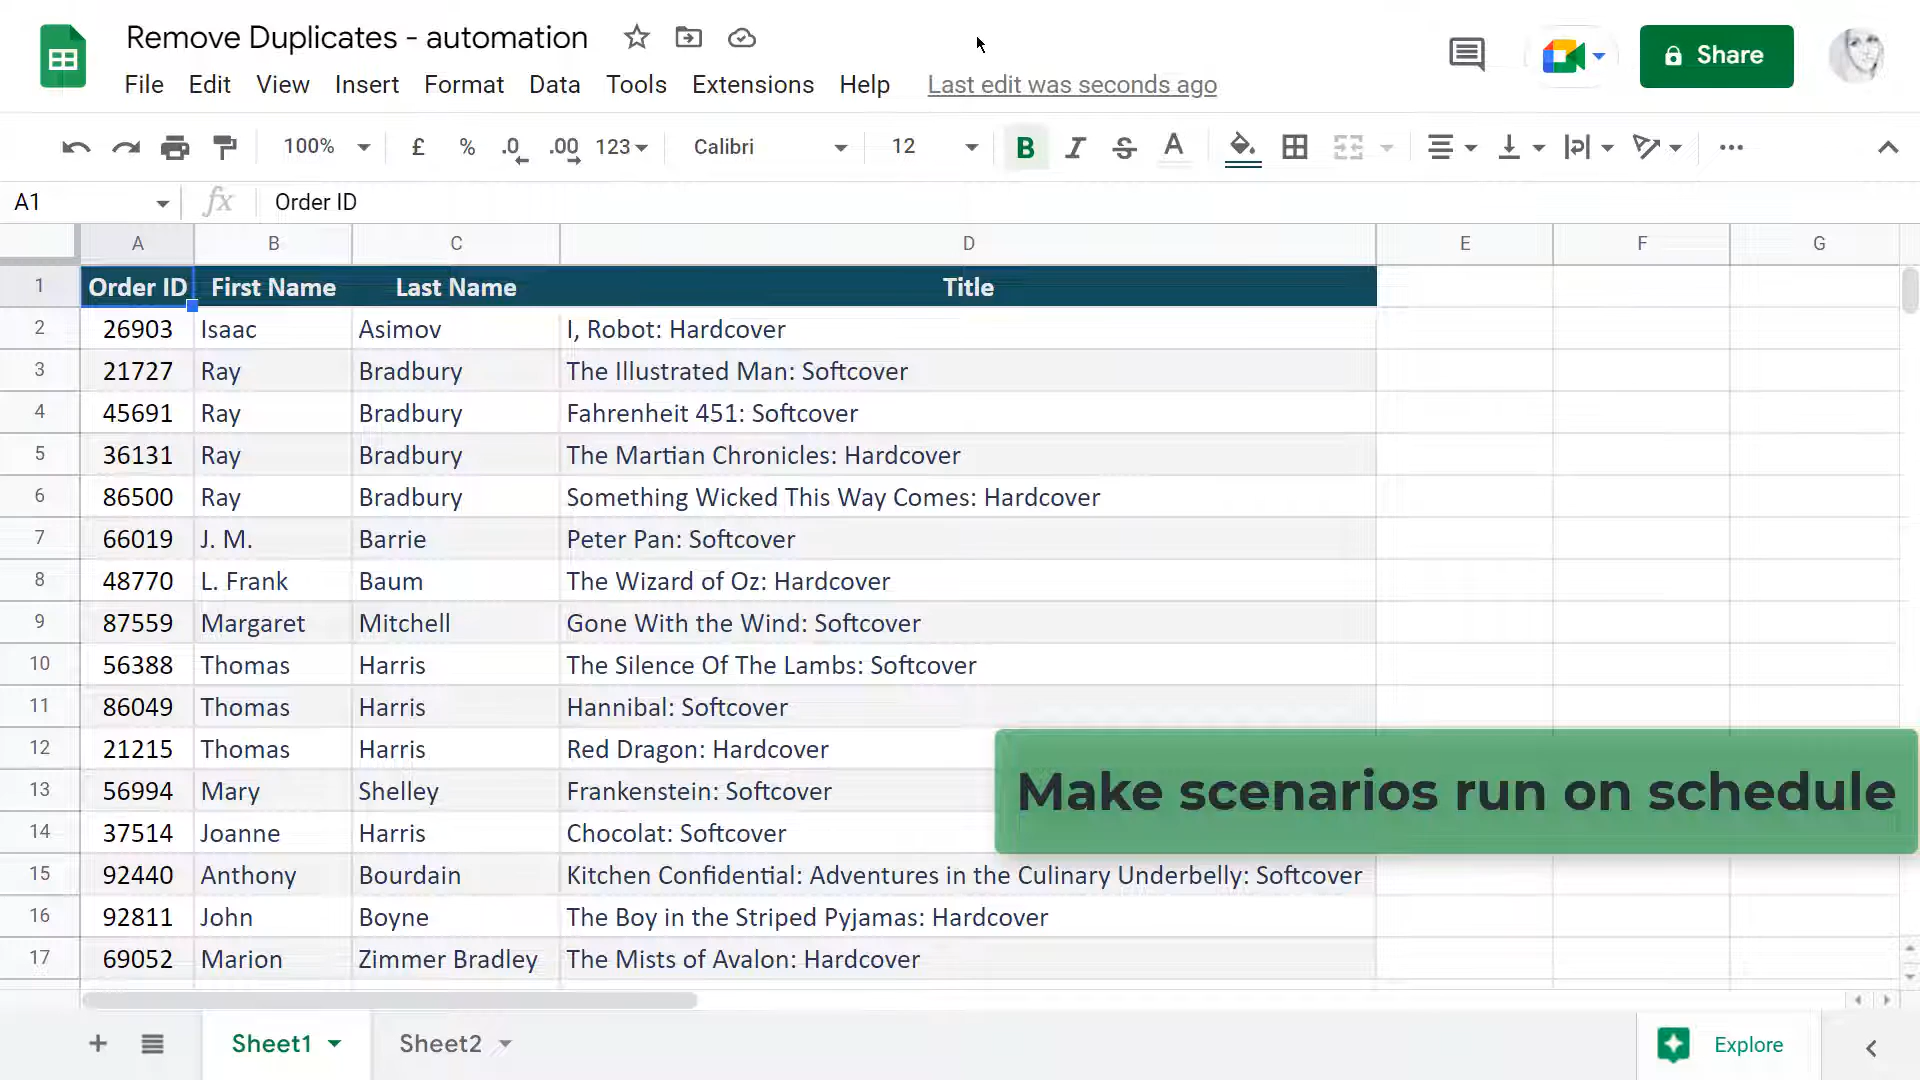 Remove Duplicates - automation
File Edit View Insert Format Data Tools Extensions Help Last edit was seconds ago
Share
100% £ % .0 .00 123 Calibri 12 B I S A
A1 fx Order ID
A B C D E F G
1 Order ID First Name Last Name Title
2 26903 Isaac Asimov I, Robot: Hardcover
3 21727 Ray Bradbury The Illustrated Man: Softcover
4 45691 Ray Bradbury Fahrenheit 451: Softcover
5 36131 Ray Bradbury The Martian Chronicles: Hardcover
6 86500 Ray Bradbury Something Wicked This Way Comes: Hardcover
7 66019 J. M. Barrie Peter Pan: Softcover
8 48770 L. Frank Baum The Wizard of Oz: Hardcover
9 87559 Margaret Mitchell Gone With the Wind: Softcover
10 56388 Thomas Harris The Silence Of The Lambs: Softcover
11 86049 Thomas Harris Hannibal: Softcover
12 21215 Thomas Harris Red Dragon: Hardcover
13 56994 Mary Shelley Frankenstein: Softcover
Make scenarios run on schedule
14 37514 Joanne Harris Chocolat: Softcover
15 92440 Anthony Bourdain Kitchen Confidential: Adventures in the Culinary Underbelly: Softcover
16 92811 John Boyne The Boy in the Striped Pyjamas: Hardcover
17 69052 Marion Zimmer Bradley The Mists of Avalon: Hardcover
Sheet1 Sheet2 Explore